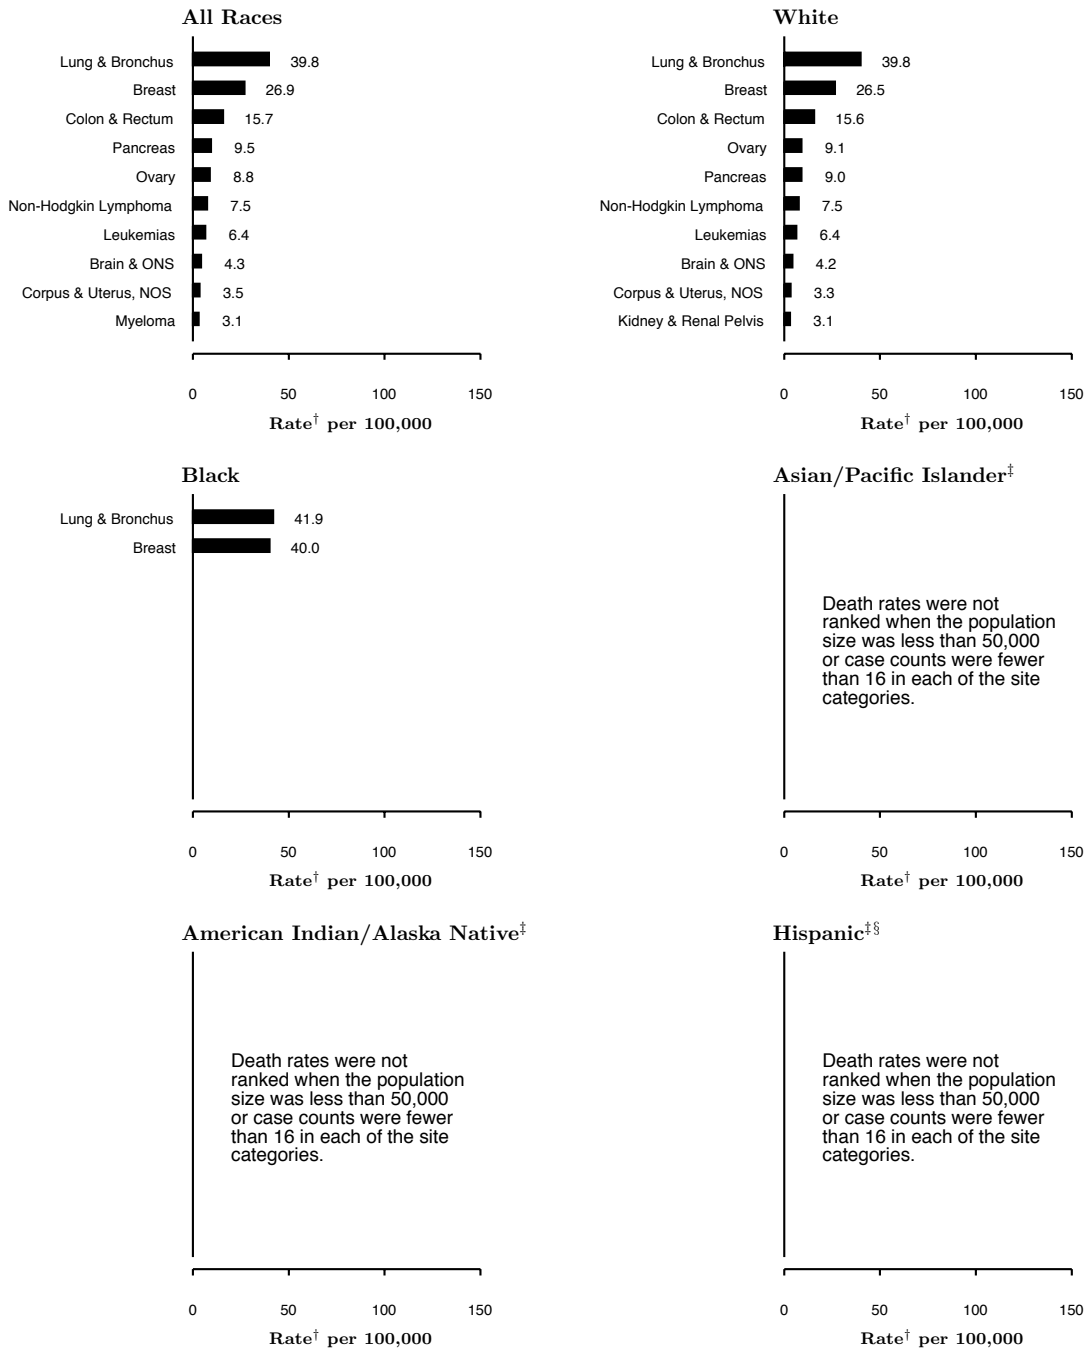 All Races
Lung & Bronchus 39.8
Breast 26.9
Colon & Rectum 15.7
Pancreas 9.5
Ovary 8.8
Non-Hodgkin Lymphoma 7.5
Leukemias 6.4
Brain & ONS 4.3
Corpus & Uterus, NOS 3.5
Myeloma 3.1
0 50 100 150
Rate† per 100,000
White
Lung & Bronchus 39.8
Breast 26.5
Colon & Rectum 15.6
Ovary 9.1
Pancreas 9.0
Non-Hodgkin Lymphoma 7.5
Leukemias 6.4
Brain & ONS 4.2
Corpus & Uterus, NOS 3.3
Kidney & Renal Pelvis 3.1
0 50 100 150
Rate† per 100,000
Black
Lung & Bronchus 41.9
Breast 40.0
0 50 100 150
Rate† per 100,000
Asian/Pacific Islander‡
Death rates were not
ranked when the population
size was less than 50,000
or case counts were fewer
than 16 in each of the site
categories.
0 50 100 150
Rate† per 100,000
American Indian/Alaska Native‡
Death rates were not
ranked when the population
size was less than 50,000
or case counts were fewer
than 16 in each of the site
categories.
0 50 100 150
Rate† per 100,000
Hispanic‡§
Death rates were not
ranked when the population
size was less than 50,000
or case counts were fewer
than 16 in each of the site
categories.
0 50 100 150
Rate† per 100,000